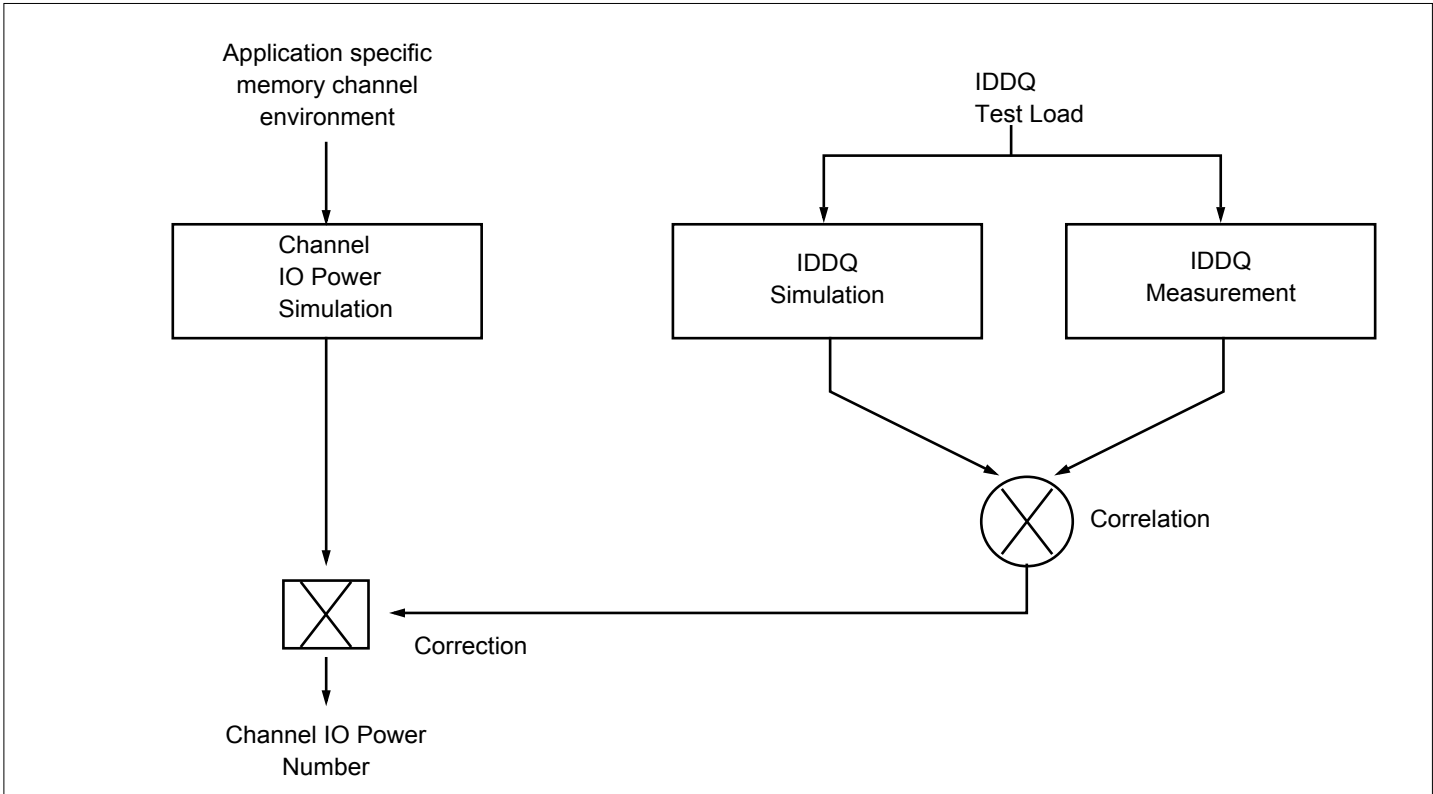 Application specific
memory channel
environment
IDDQ
Test Load
Channel
IO Power
Simulation
IDDQ
Simulation
IDDQ
Measurement
Correlation
Correction
Channel IO Power
Number